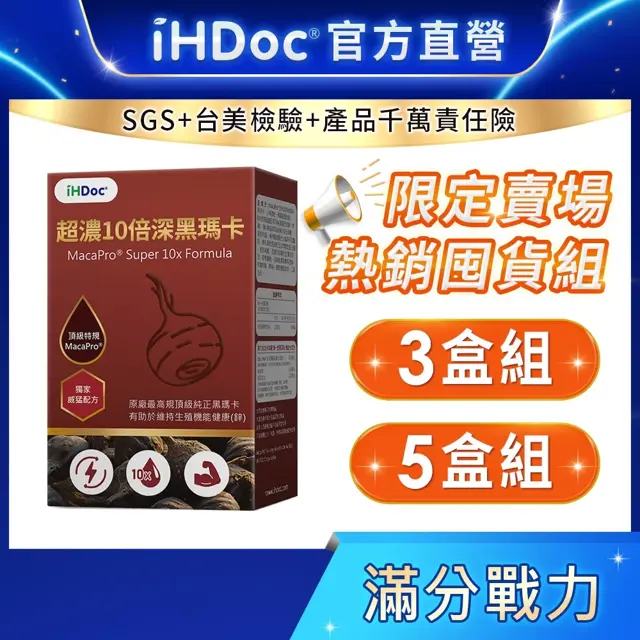 iHDoc® 官方直營
SGS+台美檢驗+產品千萬責任險
iHDoc®
超濃10倍深黑瑪卡
MacaPro® Super 10x Formula
頂級特規
MacaPro®
獨家
威猛配方
原廠最高規頂級純正黑瑪卡
有助於維持生殖機能健康(鋅)
10x
限定賣場
熱銷囤貨組
3盒組
5盒組
滿分戰力